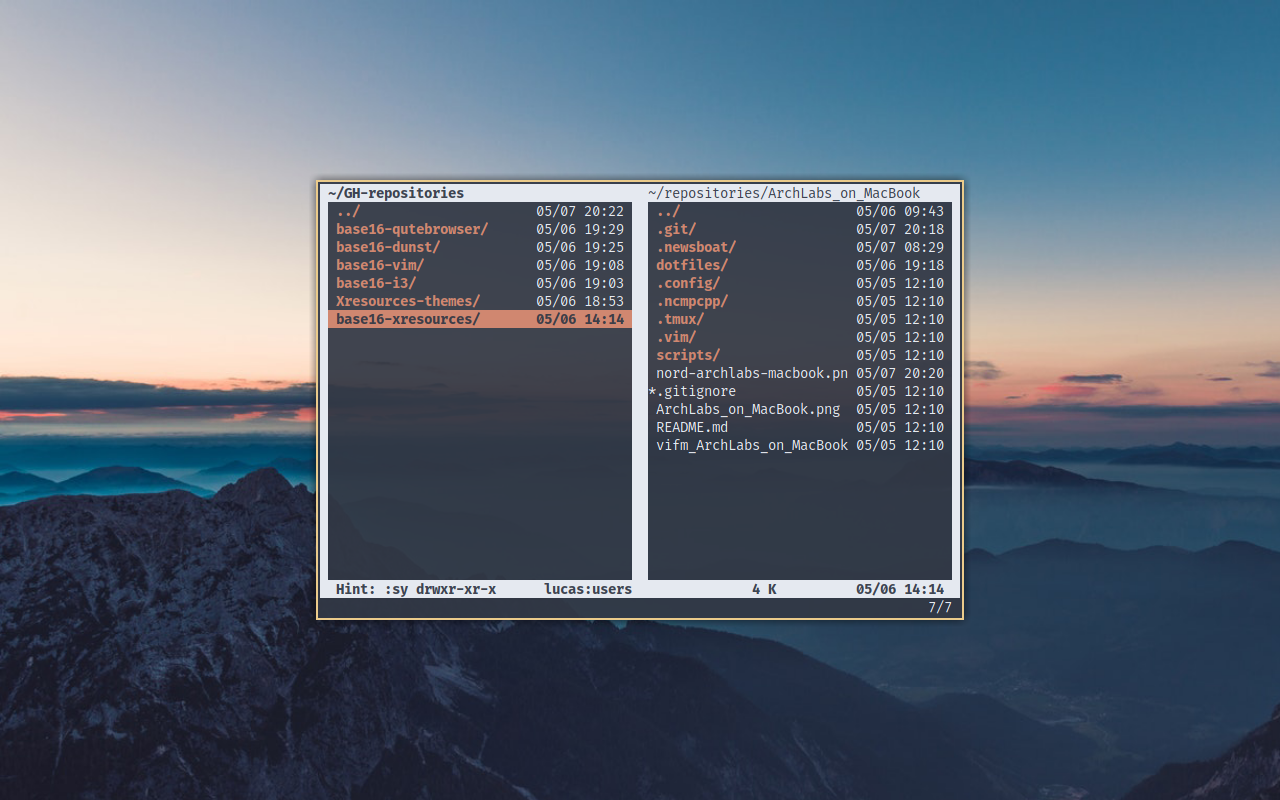 ~/GH-repositories
../ 05/07 20:22
base16-qutebrowser/ 05/06 19:29
base16-dunst/ 05/06 19:25
base16-vim/ 05/06 19:08
base16-i3/ 05/06 19:03
Xresources-themes/ 05/06 18:53
base16-xresources/ 05/06 14:14
~/repositories/ArchLabs_on_MacBook
../ 05/06 09:43
.git/ 05/07 20:18
.newsboat/ 05/07 08:29
dotfiles/ 05/06 19:18
.config/ 05/05 12:10
.ncmpcpp/ 05/05 12:10
.tmux/ 05/05 12:10
.vim/ 05/05 12:10
scripts/ 05/05 12:10
nord-archlabs-macbook.pn 05/07 20:20
*.gitignore 05/05 12:10
ArchLabs_on_MacBook.png 05/05 12:10
README.md 05/05 12:10
vifm_ArchLabs_on_MacBook 05/05 12:10
Hint: :sy drwxr-xr-x lucas:users 4 K 05/06 14:14
7/7